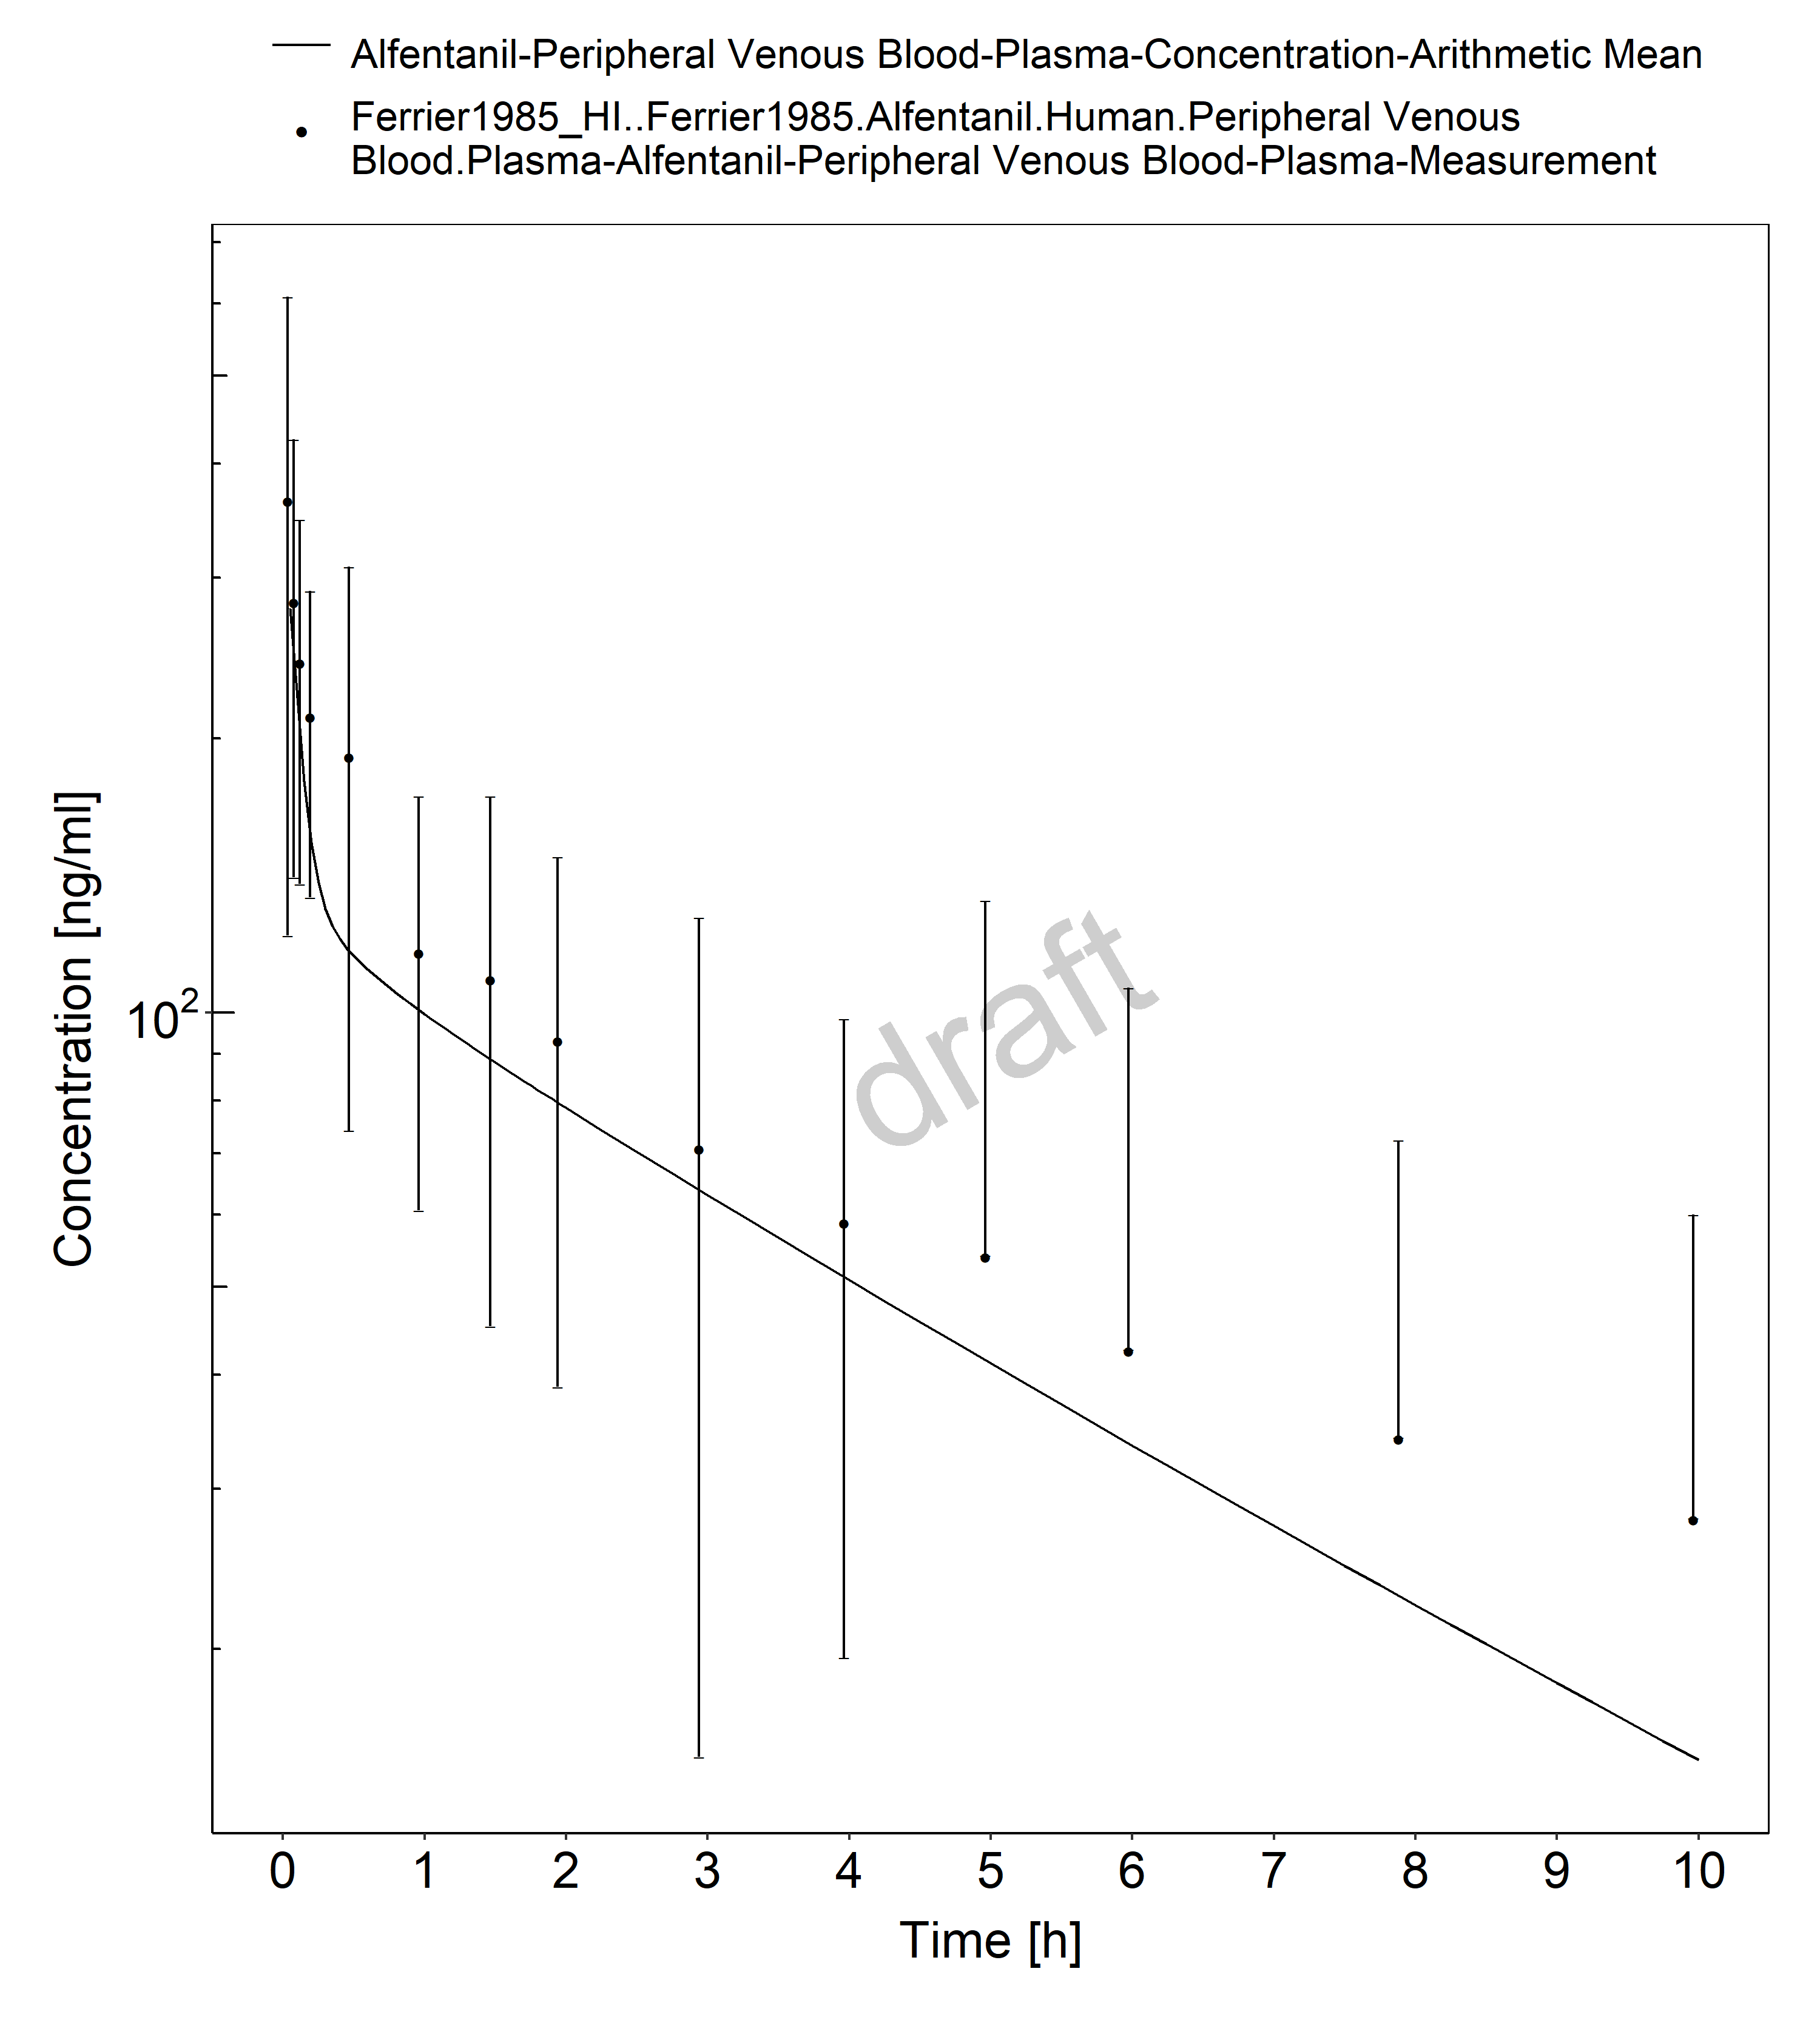 Alfentanil-Peripheral Venous Blood-Plasma-Concentration-Arithmetic Mean
Ferrier1985_HI..Ferrier1985.Alfentanil.Human.Peripheral Venous
Blood.Plasma-Alfentanil-Peripheral Venous Blood-Plasma-Measurement
Concentration [ng/ml]
10²
draft
0 1 2 3 4 5 6 7 8 9 10
Time [h]